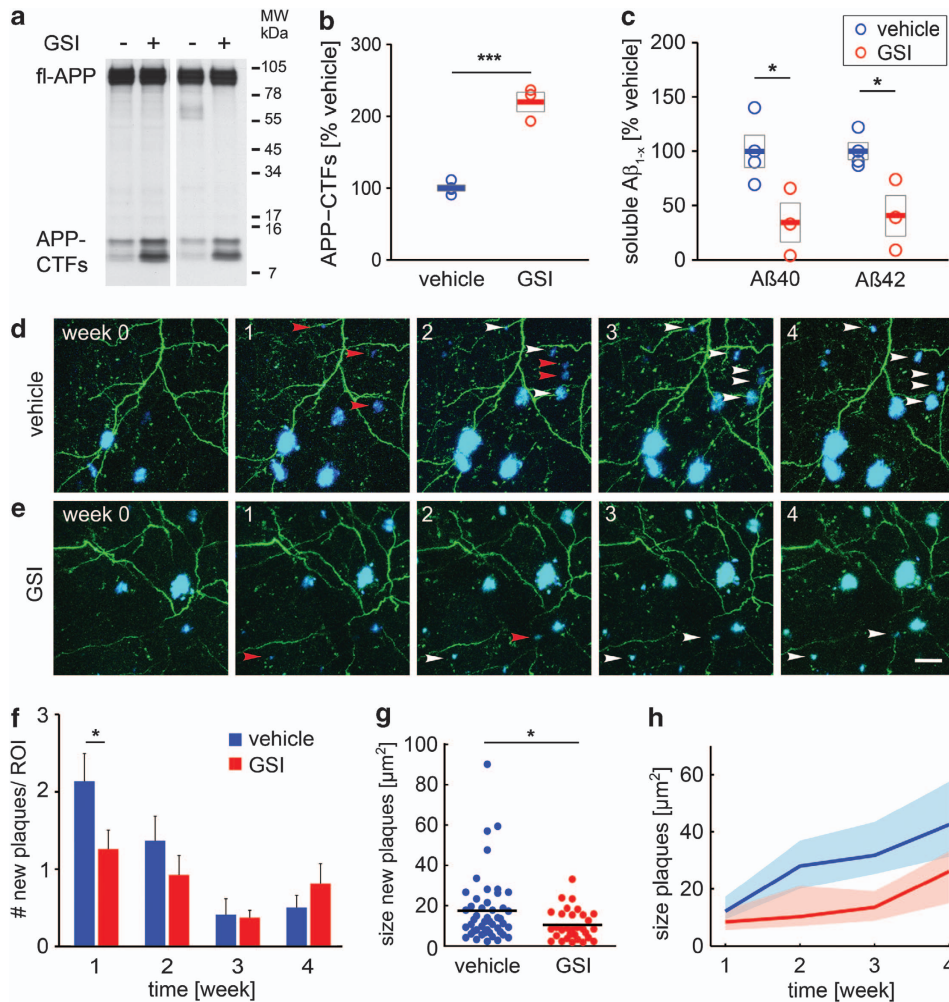 a
GSI - + - +
MW
kDa
fl-APP
105
78
55
45
34
17
16
7
APP-
CTFs
b
APP–CTFs [% vehicle]
300
200
100
0
***
vehicle GSI
c
soluble Aβ1-x [% vehicle]
200
150
100
50
0
vehicle
GSI
* *
Aß40 Aß42
d
vehicle
week 0 1 2 3 4
e
GSI
week 0 1 2 3 4
f
# new plaques/ ROI
3
2
1
0
*
vehicle
GSI
1 2 3 4
time [week]
g
size new plaques [µm²]
100
80
60
40
20
0
*
vehicle GSI
h
size plaques [µm²]
60
40
20
0
1 2 3 4
time [week]